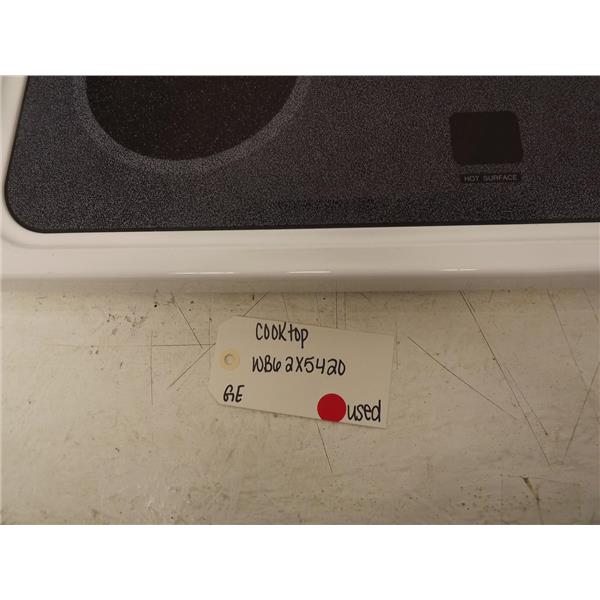 HOT SURFACE
cooktop
WB62X5420
GE
used